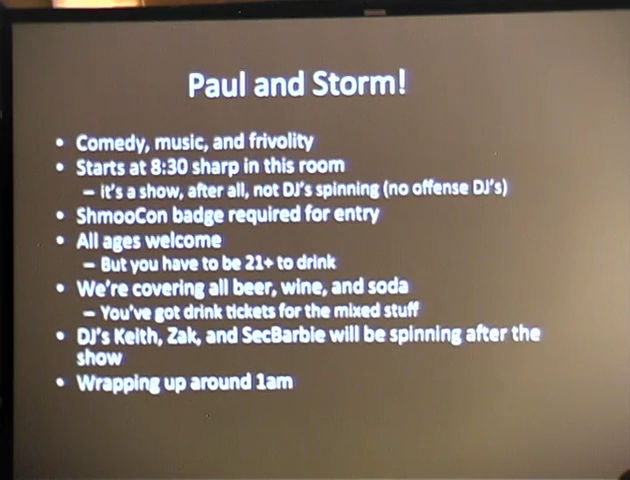 Paul and Storm!
• Comedy, music, and frivolity
• Starts at 8:30 sharp in this room
– it's a show, after all, not DJ's spinning (no offense DJ's)
• ShmooCon badge required for entry
• All ages welcome
– But you have to be 21+ to drink
• We're covering all beer, wine, and soda
– You've got drink tickets for the mixed stuff
• DJ's Keith, Zak, and SecBarbie will be spinning after the
show
• Wrapping up around 1am